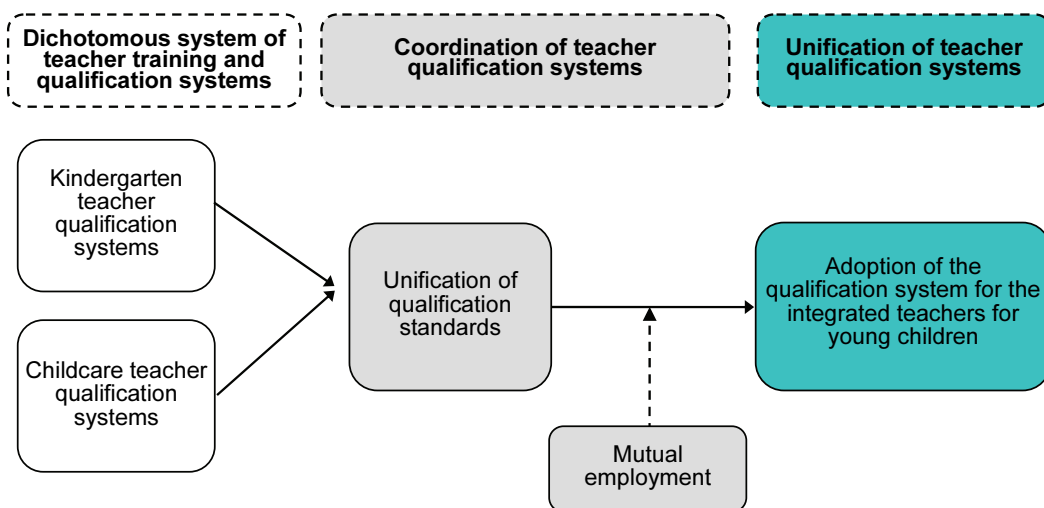 Dichotomous system of
teacher training and
qualification systems
Coordination of teacher
qualification systems
Unification of teacher
qualification systems
Kindergarten
teacher
qualification
systems
Childcare teacher
qualification
systems
Unification of
qualification
standards
Mutual
employment
Adoption of the
qualification system for the
integrated teachers for
young children